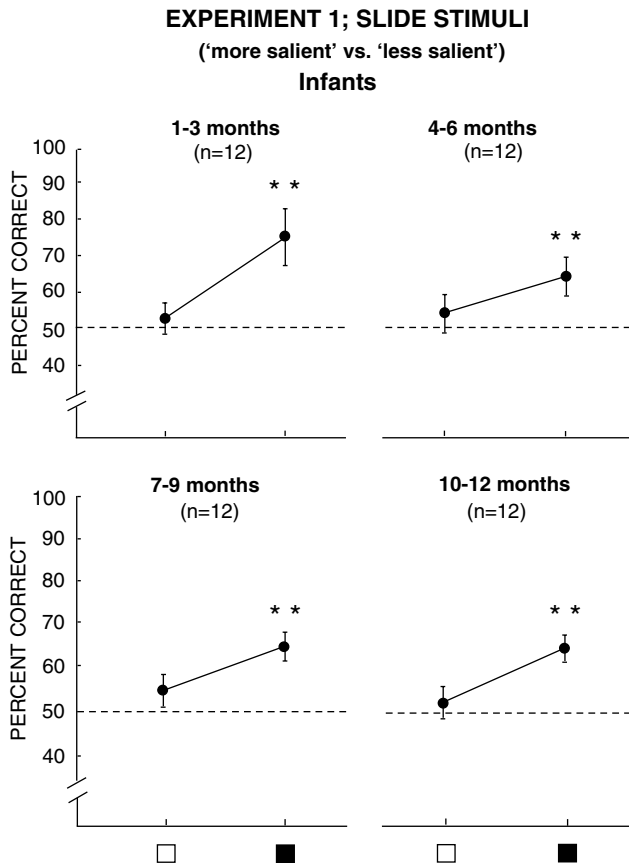 EXPERIMENT 1; SLIDE STIMULI
(‘more salient’ vs. ‘less salient’)
Infants
1-3 months
(n=12)
4-6 months
(n=12)
PERCENT CORRECT
100
90
80
70
60
50
40
* *
* *
7-9 months
(n=12)
10-12 months
(n=12)
PERCENT CORRECT
100
90
80
70
60
50
40
* *
* *